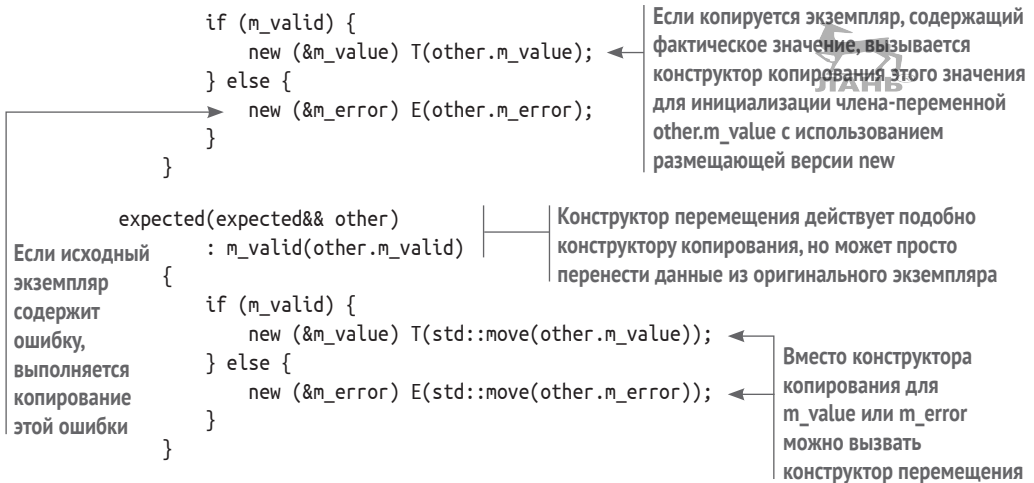 if (m_valid) {
new (&m_value) T(other.m_value);
} else {
new (&m_error) E(other.m_error);
}
}
Если копируется экземпляр, содержащий
фактическое значение, вызывается
конструктор копирования этого значения
для инициализации члена-переменной
other.m_value с использованием
размещающей версии new
ЛАНЬ®
expected(expected&& other)
: m_valid(other.m_valid)
{
if (m_valid) {
new (&m_value) T(std::move(other.m_value));
} else {
new (&m_error) E(std::move(other.m_error));
}
}
Конструктор перемещения действует подобно
конструктору копирования, но может просто
перенести данные из оригинального экземпляра
Если исходный
экземпляр
содержит
ошибку,
выполняется
копирование
этой ошибки
Вместо конструктора
копирования для
m_value или m_error
можно вызвать
конструктор перемещения